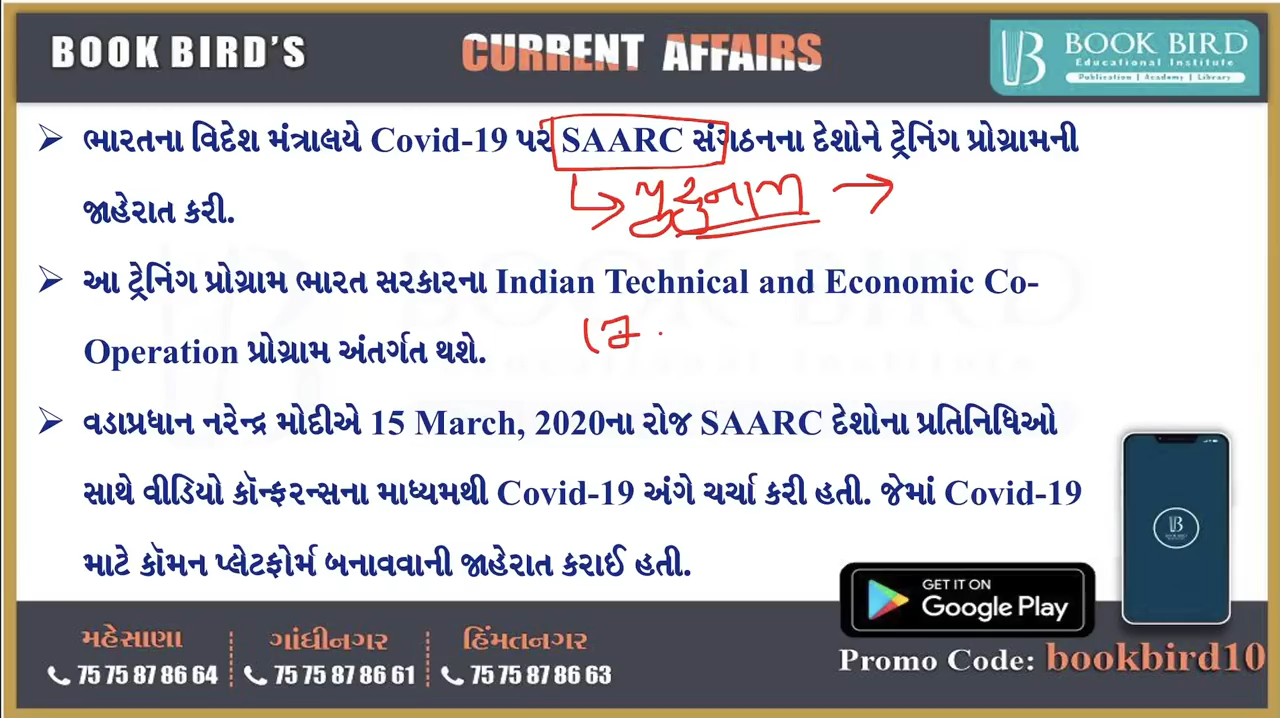 BOOK BIRD'S
CURRENT AFFAIRS
BOOK BIRD
Educational Institute
Publication | Academy | Library
➢ ભારતના વિદેશ મંત્રાલયે Covid-19 પર SAARC સંગઠનના દેશોને ટ્રેનિંગ પ્રોગ્રામની
જાહેરાત કરી.
➢ આ ટ્રેનિંગ પ્રોગ્રામ ભારત સરકારના Indian Technical and Economic Co-
Operation પ્રોગ્રામ અંતર્ગત થશે.
➢ વડાપ્રધાન નરેન્દ્ર મોદીએ 15 March, 2020ના રોજ SAARC દેશોના પ્રતિનિધિઓ
સાથે વીડિયો કૉન્ફરન્સના માધ્યમથી Covid-19 અંગે ચર્ચા કરી હતી. જેમાં Covid-19
માટે કૉમન પ્લેટફોર્મ બનાવવાની જાહેરાત કરાઈ હતી.
GET IT ON
Google Play
Promo Code: bookbird10
મહેસાણા
75 75 87 86 64
ગાંધીનગર
75 75 87 86 61
હિંમતનગર
75 75 87 86 63